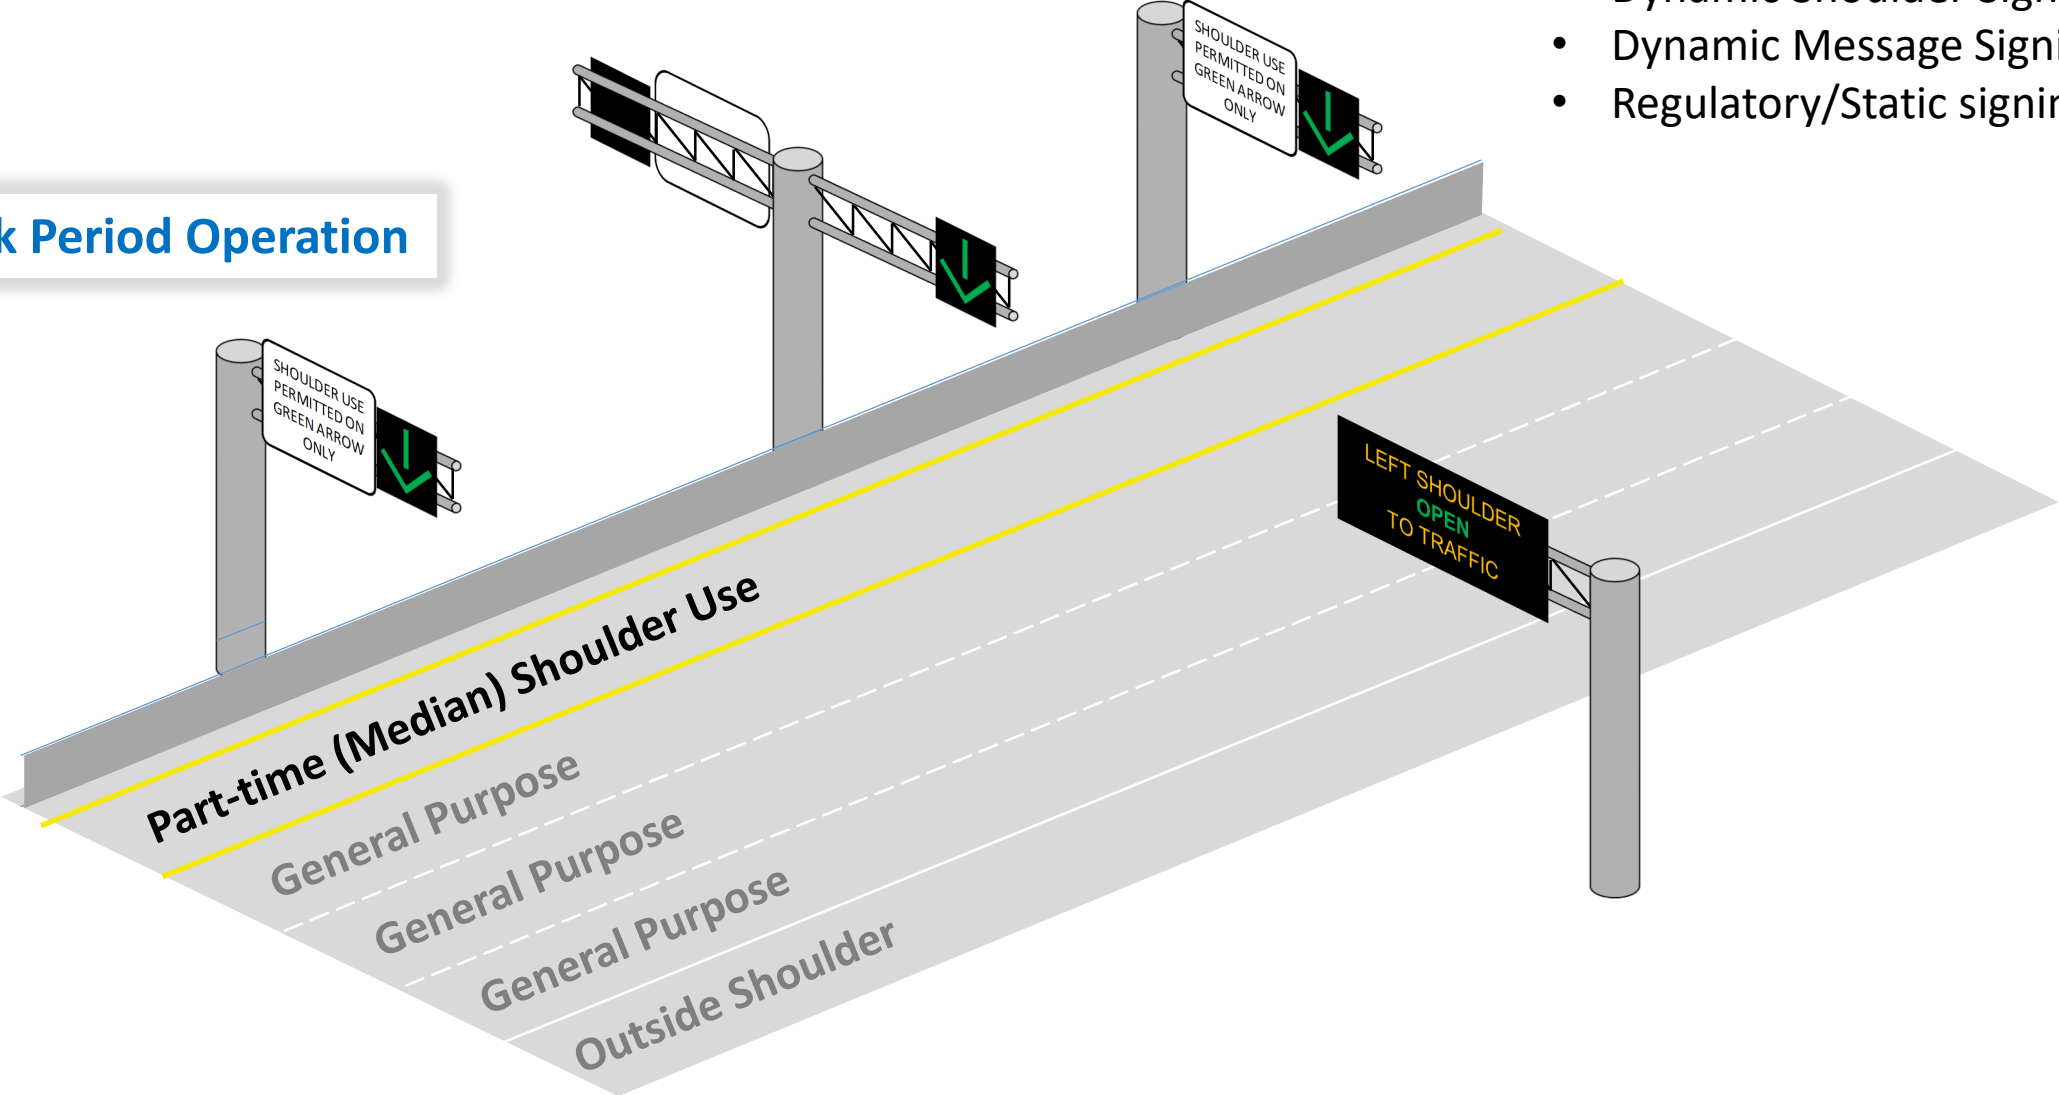 • Dynamic Message Signi
• Regulatory/Static signin
k Period Operation
SHOULDER USE
PERMITTED ON
GREEN ARROW
ONLY
SHOULDER USE
PERMITTED ON
GREEN ARROW
ONLY
LEFT SHOULDER
OPEN
TO TRAFFIC
Part-time (Median) Shoulder Use
General Purpose
General Purpose
General Purpose
Outside Shoulder